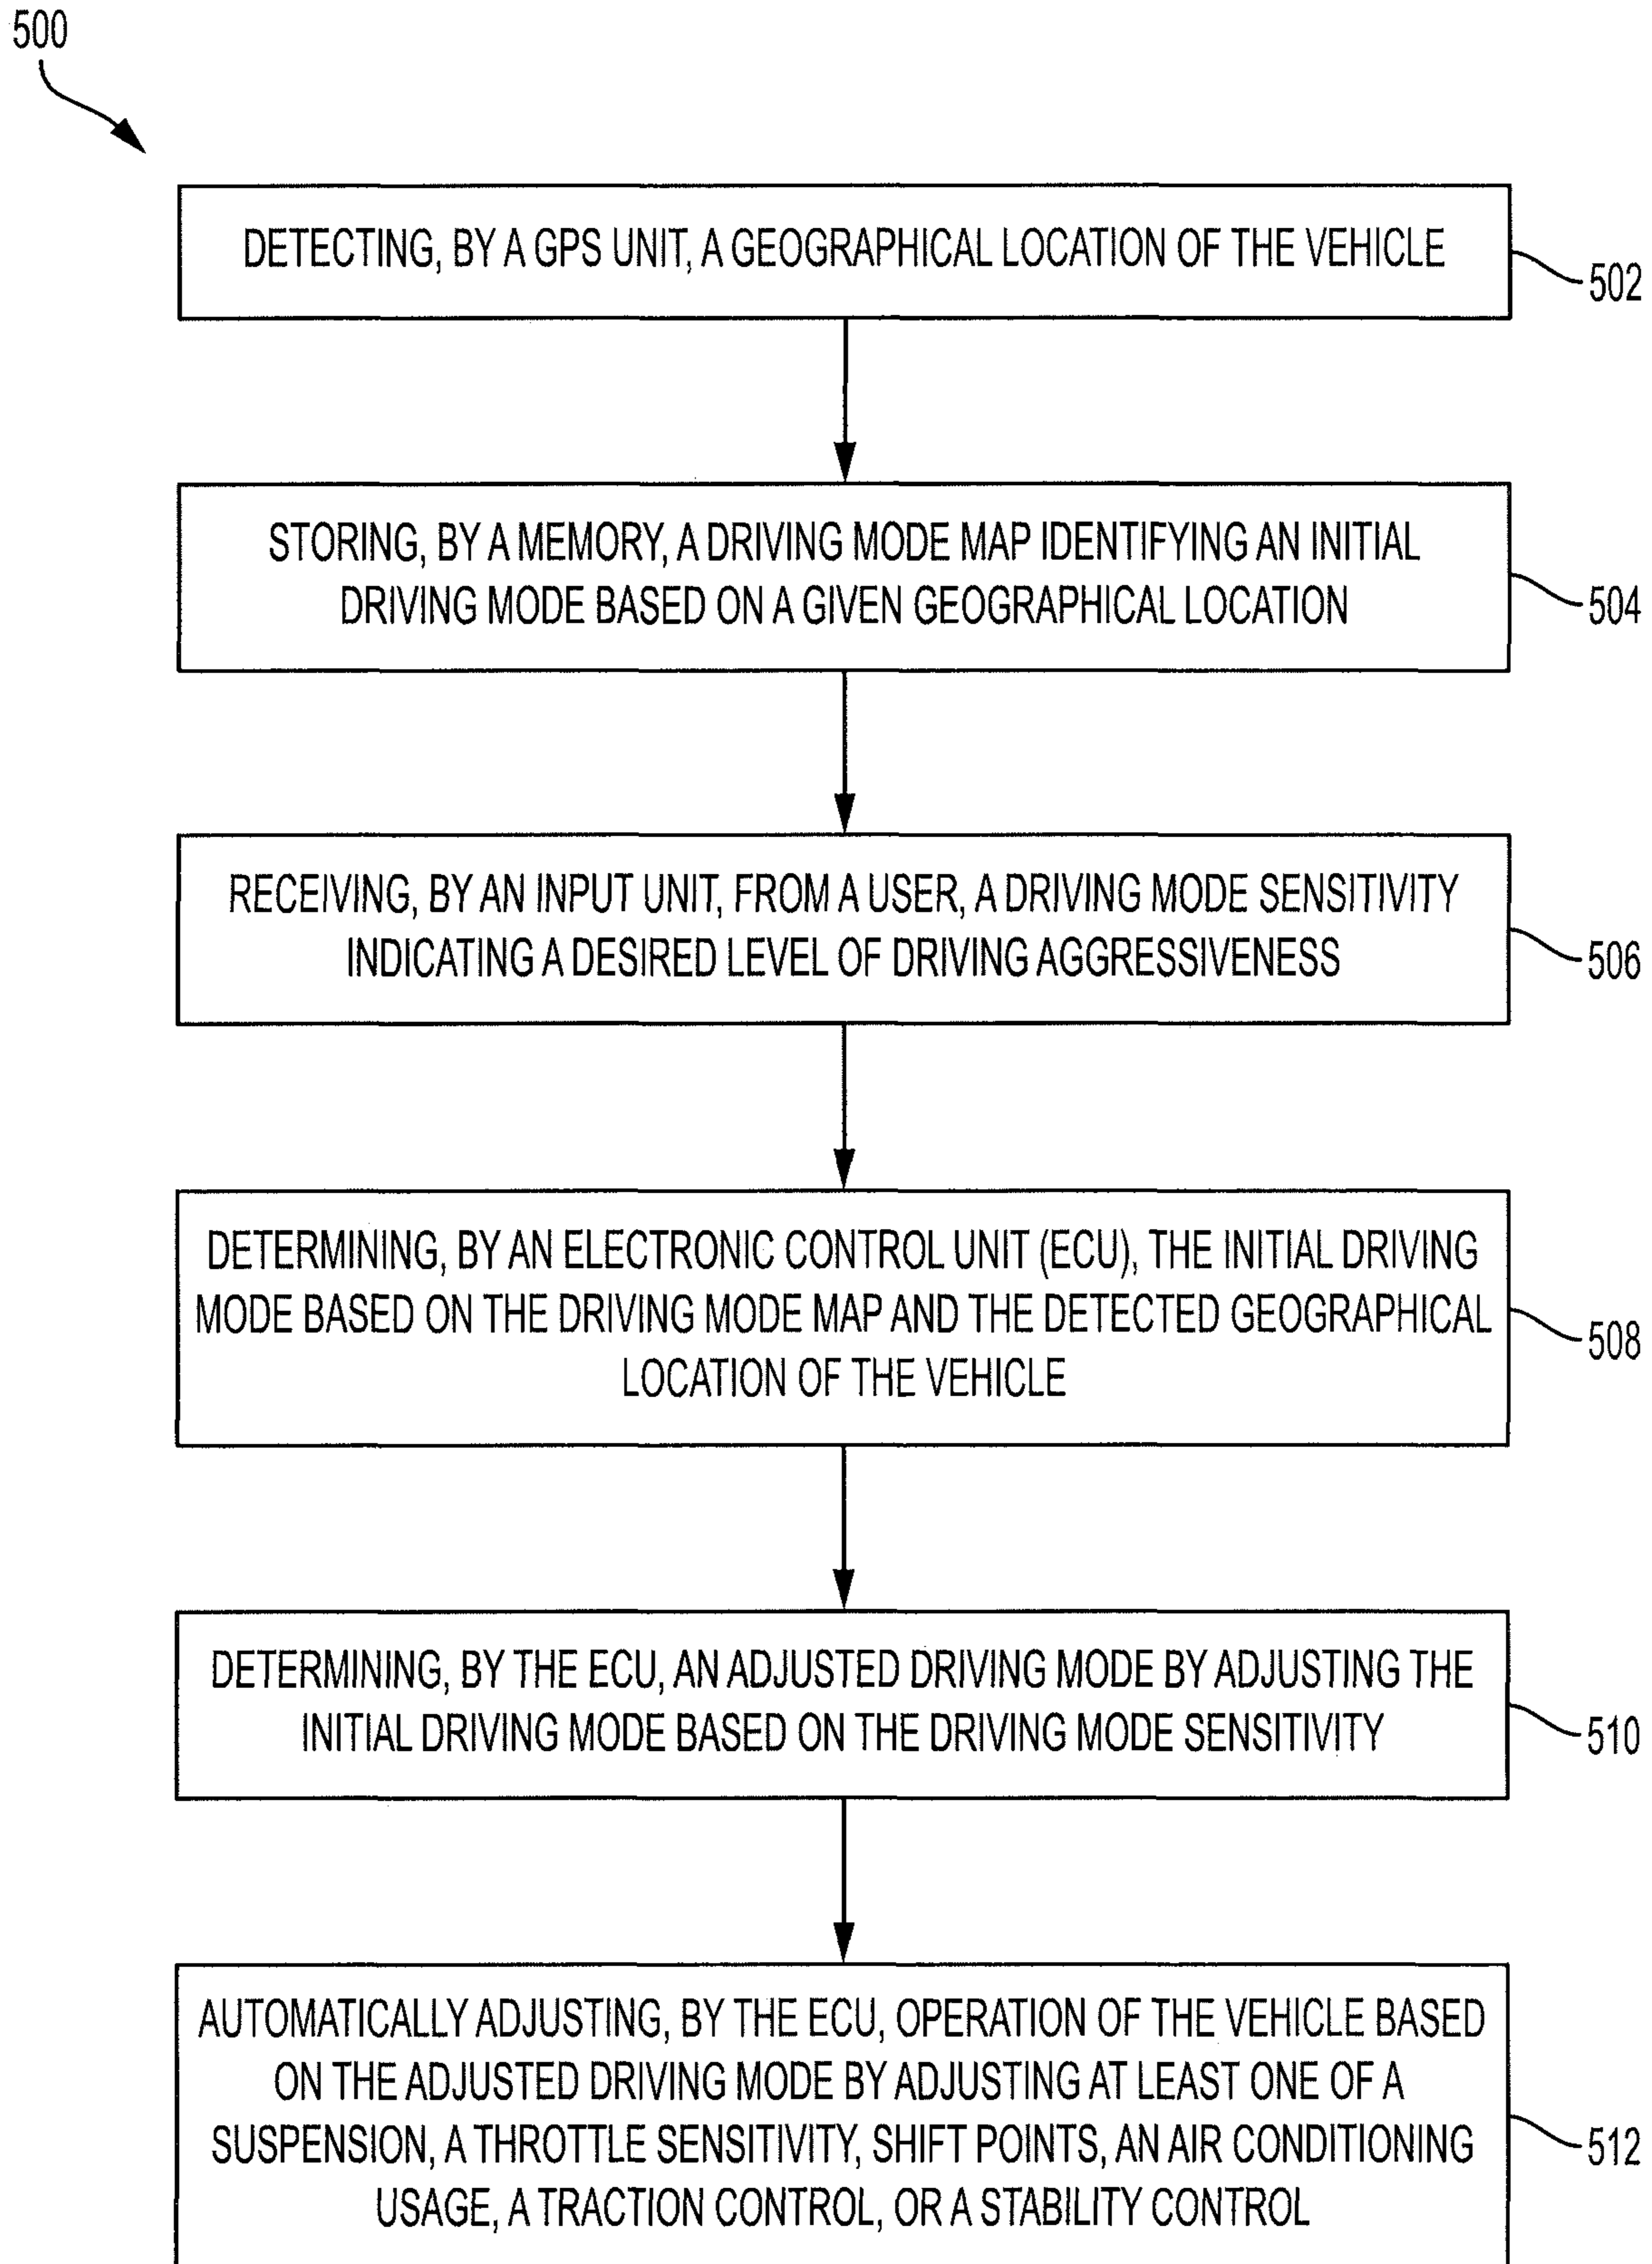 500
DETECTING, BY A GPS UNIT, A GEOGRAPHICAL LOCATION OF THE VEHICLE
502
STORING, BY A MEMORY, A DRIVING MODE MAP IDENTIFYING AN INITIAL
DRIVING MODE BASED ON A GIVEN GEOGRAPHICAL LOCATION
504
RECEIVING, BY AN INPUT UNIT, FROM A USER, A DRIVING MODE SENSITIVITY
INDICATING A DESIRED LEVEL OF DRIVING AGGRESSIVENESS
506
DETERMINING, BY AN ELECTRONIC CONTROL UNIT (ECU), THE INITIAL DRIVING
MODE BASED ON THE DRIVING MODE MAP AND THE DETECTED GEOGRAPHICAL
LOCATION OF THE VEHICLE
508
DETERMINING, BY THE ECU, AN ADJUSTED DRIVING MODE BY ADJUSTING THE
INITIAL DRIVING MODE BASED ON THE DRIVING MODE SENSITIVITY
510
AUTOMATICALLY ADJUSTING, BY THE ECU, OPERATION OF THE VEHICLE BASED
ON THE ADJUSTED DRIVING MODE BY ADJUSTING AT LEAST ONE OF A
SUSPENSION, A THROTTLE SENSITIVITY, SHIFT POINTS, AN AIR CONDITIONING
USAGE, A TRACTION CONTROL, OR A STABILITY CONTROL
512